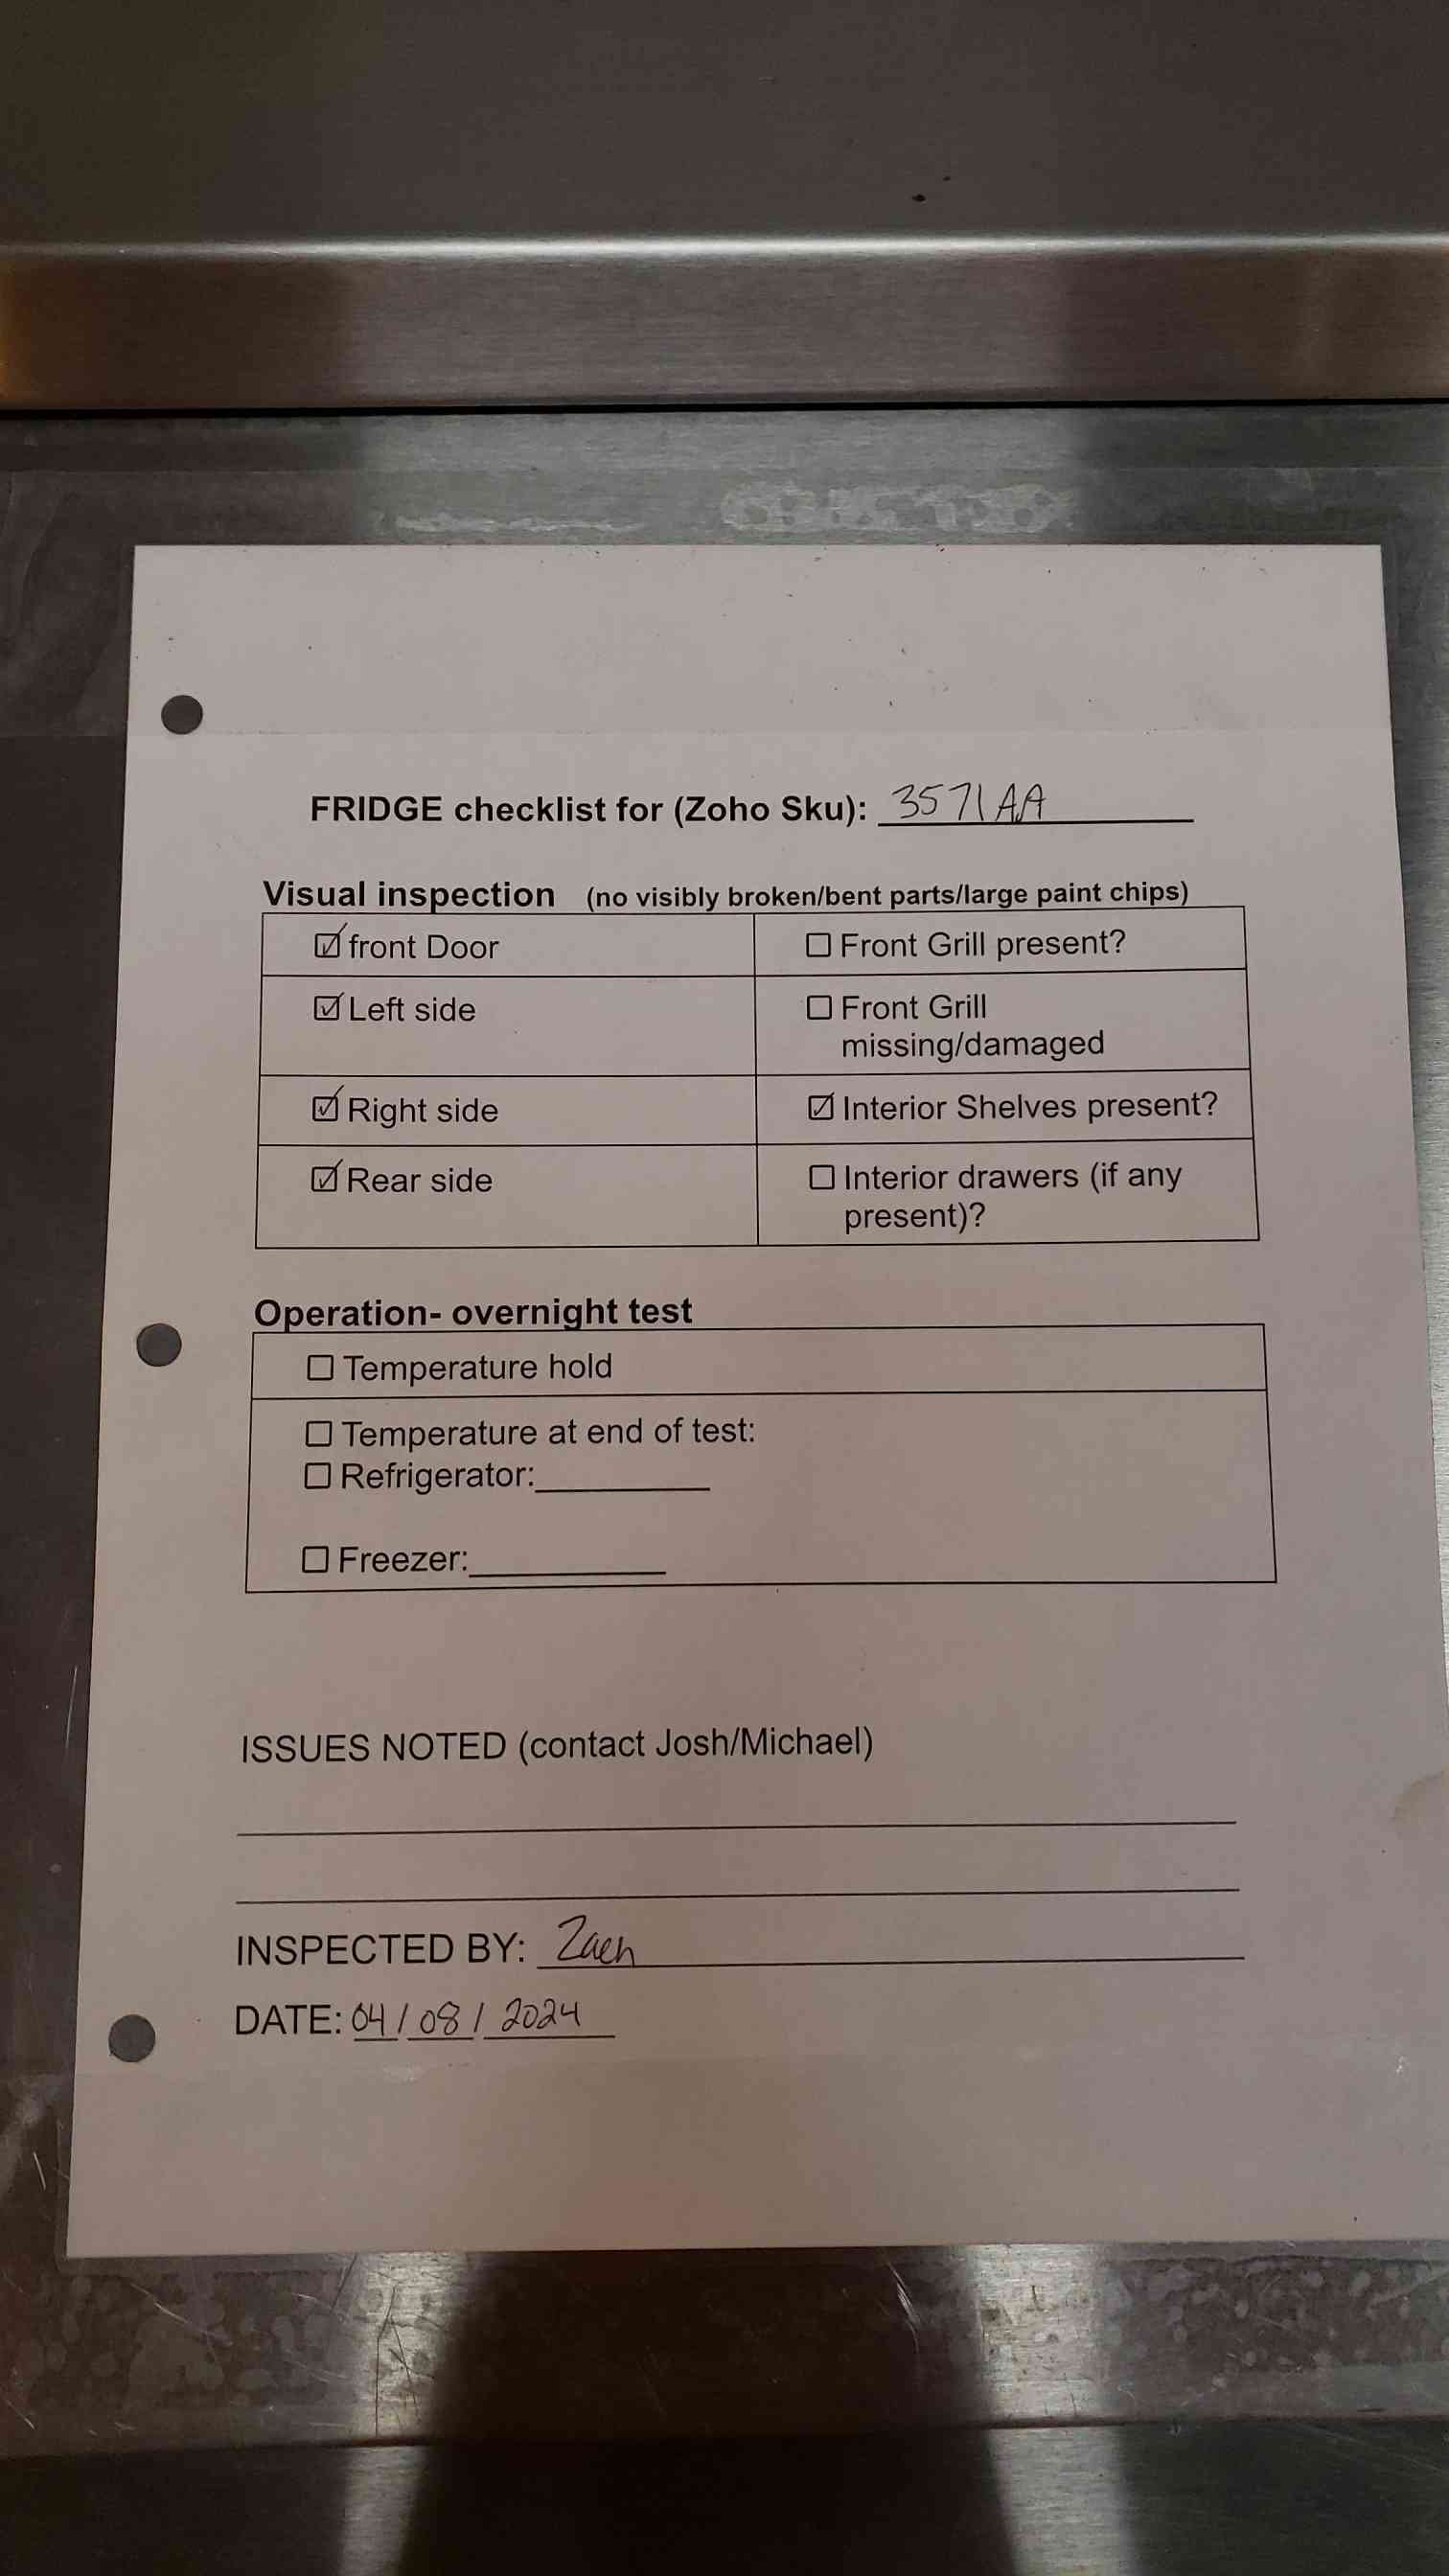 FRIDGE checklist for (Zoho Sku): 3571AA
Visual inspection (no visibly broken/bent parts/large paint chips)
☑ front Door
☐ Front Grill present?
☑ Left side
☐ Front Grill
missing/damaged
☑ Right side
☑ Interior Shelves present?
☑ Rear side
☐ Interior drawers (if any
present)?
Operation- overnight test
☐ Temperature hold
☐ Temperature at end of test:
☐ Refrigerator:
☐ Freezer:
ISSUES NOTED (contact Josh/Michael)
INSPECTED BY: Zach
DATE: 04/08/2024